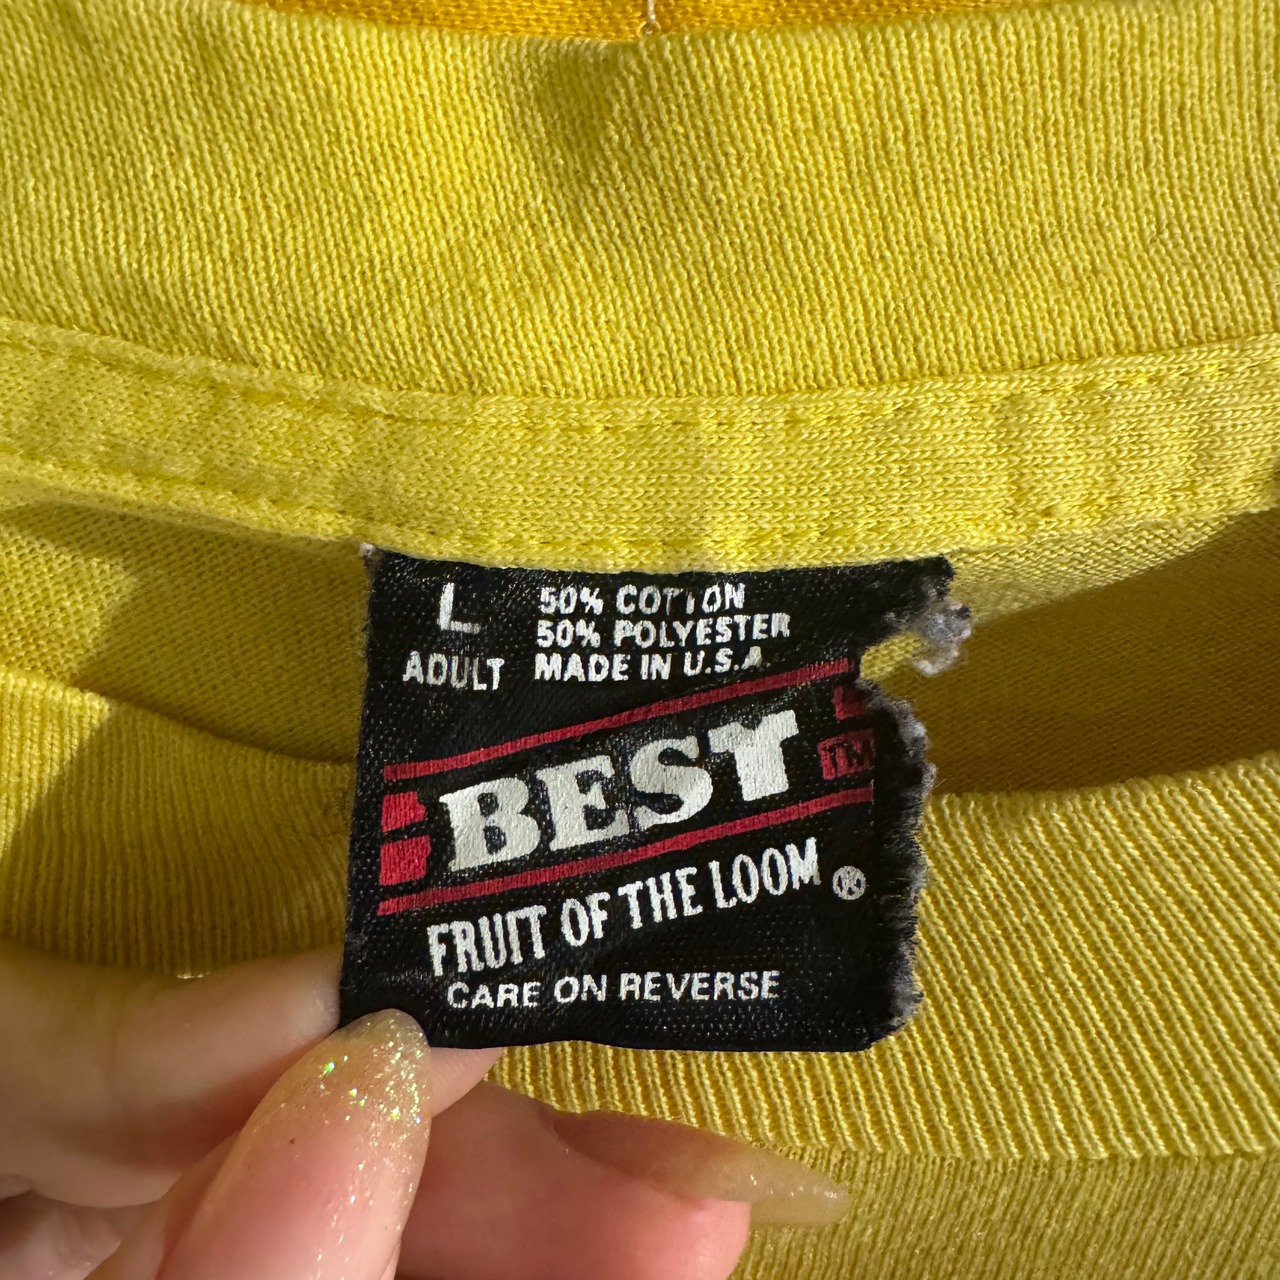 L
ADULT
50% COTTON
50% POLYESTER
MADE IN U.S.A.
BEST
TM
FRUIT OF THE LOOM ®
CARE ON REVERSE